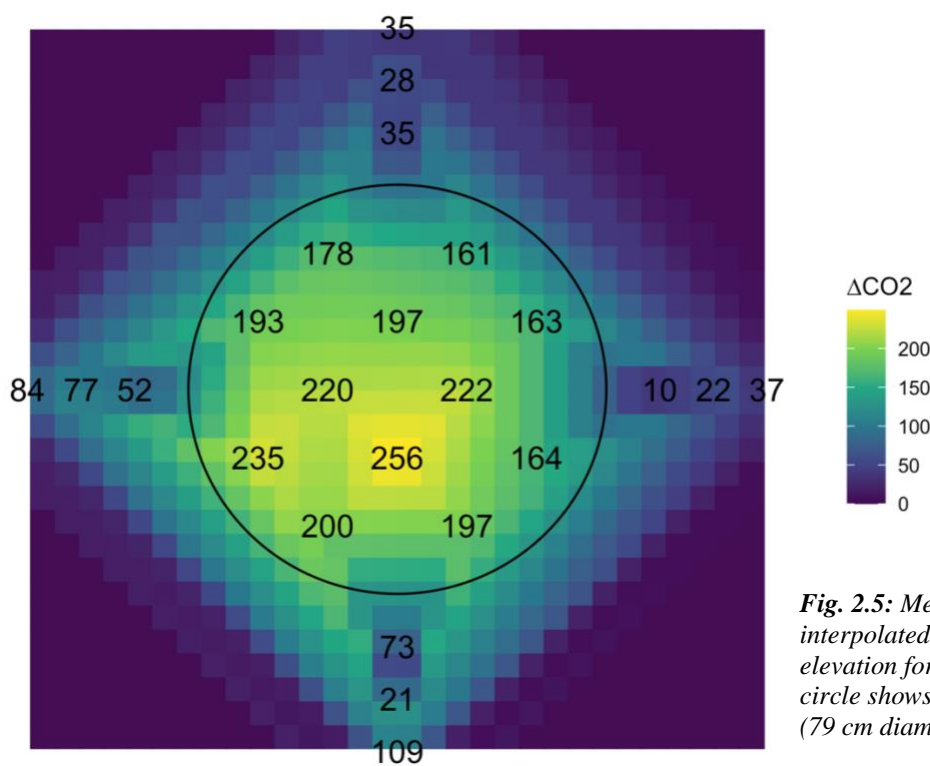 35
28
35
178 161
193 197 163
84 77 52 220 222 10 22 37
235 256 164
200 197
73
21
109
ΔCO2
200
150
100
50
0
Fig. 2.5: Me
interpolated
elevation for
circle shows
(79 cm diam